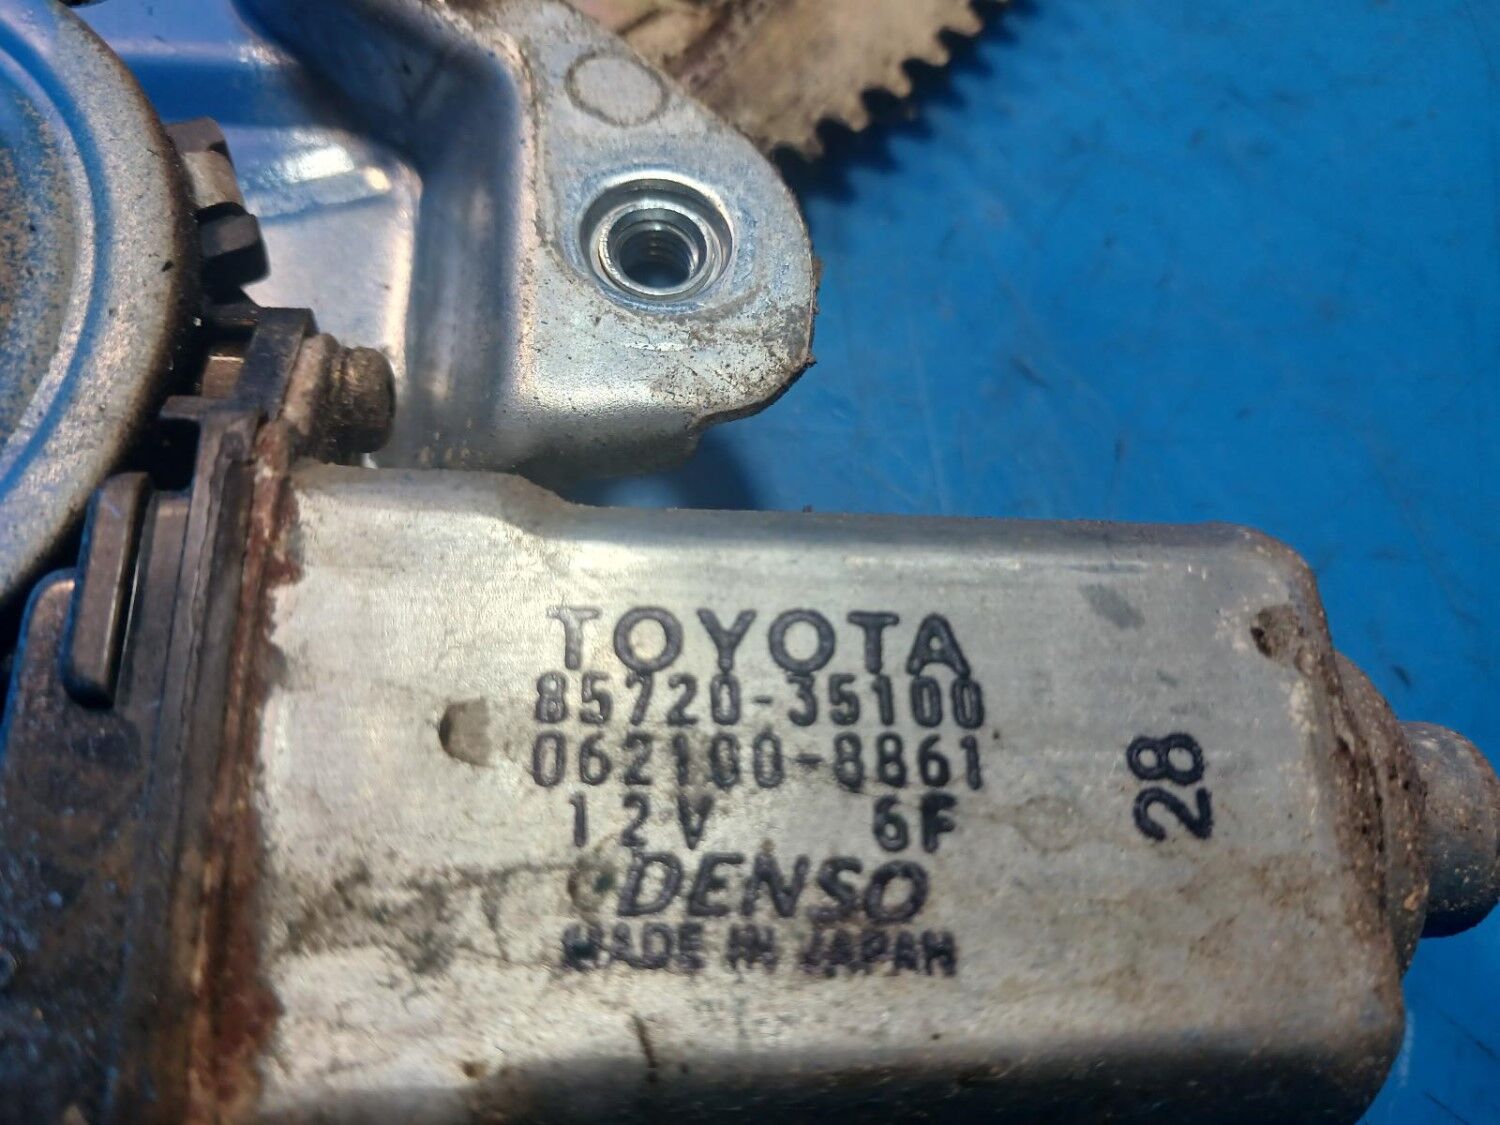 TOYOTA
85720-35100
062100-8861
12V 6F
DENSO
MADE IN JAPAN
28